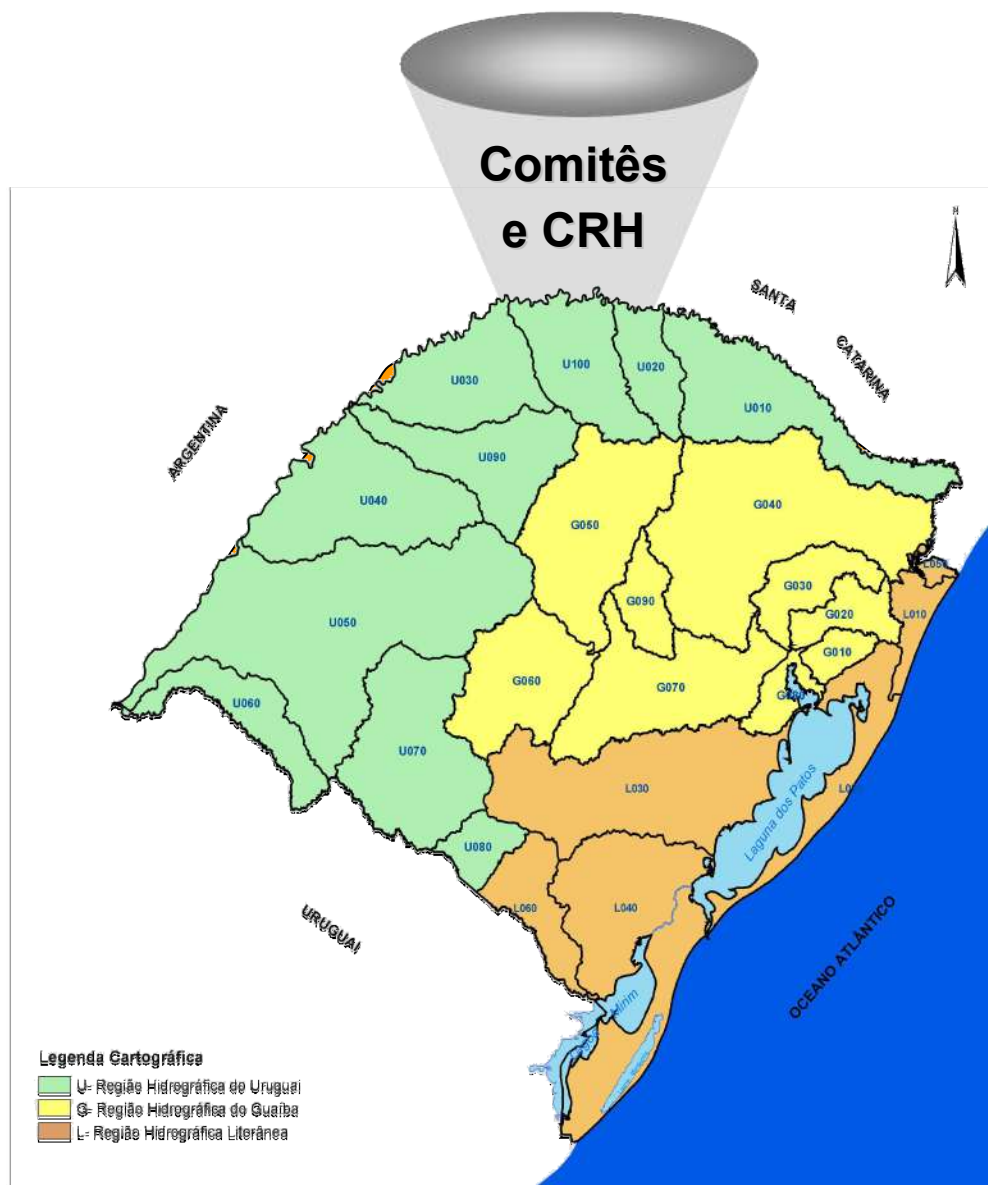 Comitês
e CRH
N
SANTA
CATARINA
ARGENTINA
U030
U100
U020
U010
U090
U040
G050
G040
U050
G090
G030
G020
L010
G010
U060
G060
G070
G080
U070
L030
Laguna dos Patos
U080
L060
L040
URUGUAI
OCEANO ATLÂNTICO
Mirim
Legenda Cartográfica
U- Região Hidrográfica do Uruguai
G- Região Hidrográfica do Guaíba
L- Região Hidrográfica Litorânea